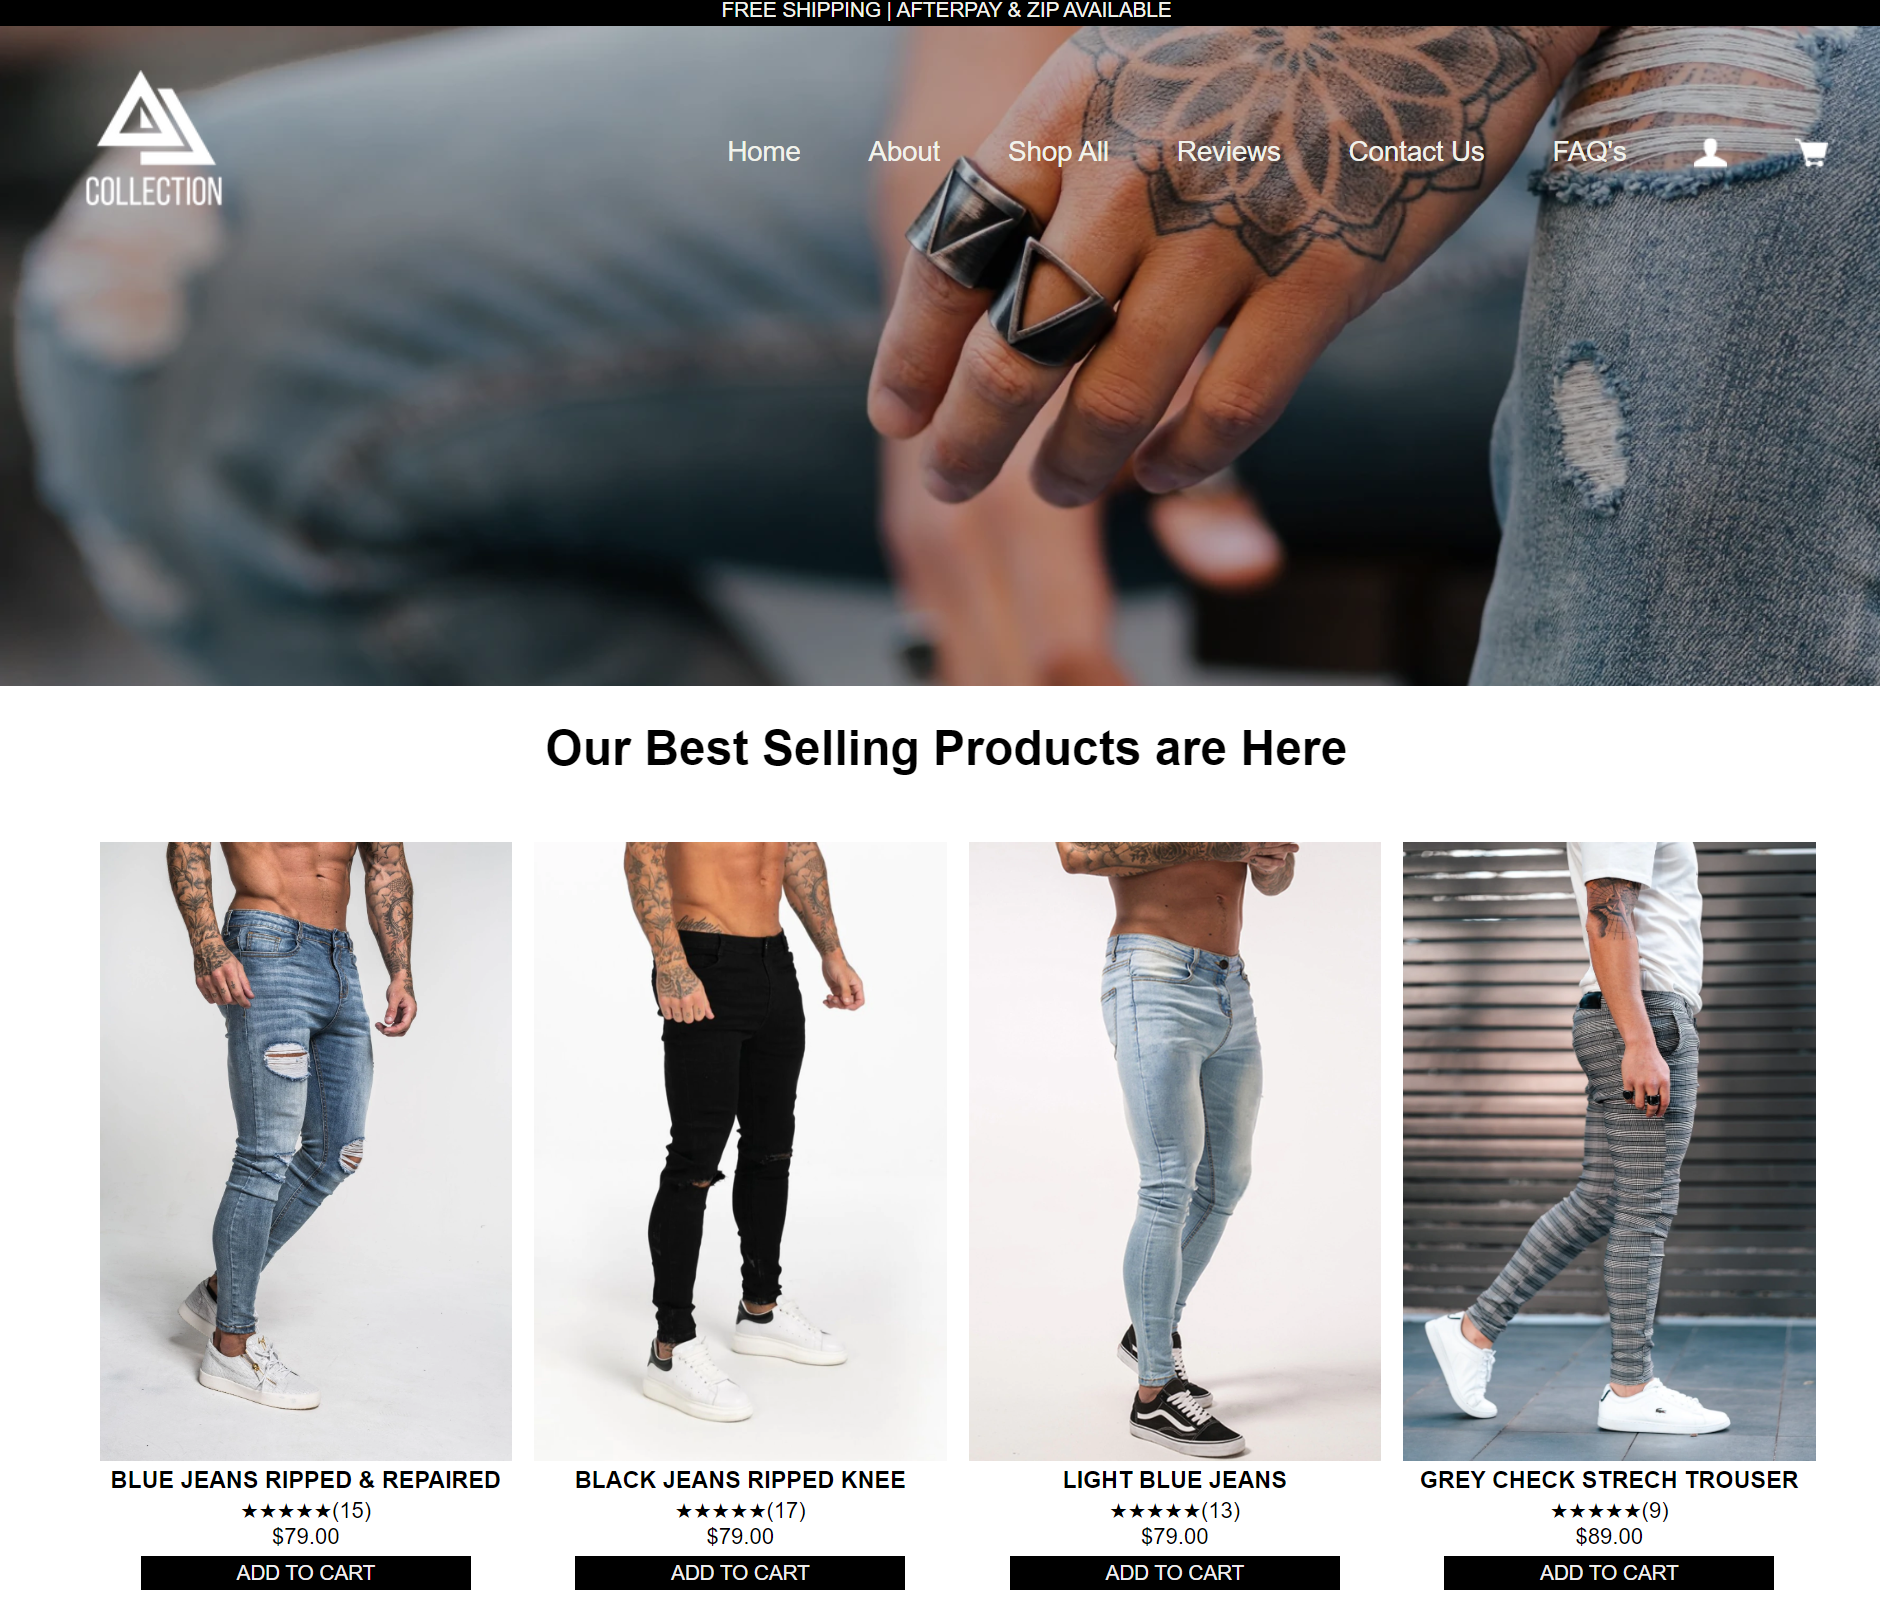 FREE SHIPPING | AFTERPAY & ZIP AVAILABLE
COLLECTION
Home About Shop All Reviews Contact Us FAQ's
Our Best Selling Products are Here
BLUE JEANS RIPPED & REPAIRED
★★★★★(15)
$79.00
ADD TO CART
BLACK JEANS RIPPED KNEE
★★★★★(17)
$79.00
ADD TO CART
LIGHT BLUE JEANS
★★★★★(13)
$79.00
ADD TO CART
GREY CHECK STRECH TROUSER
★★★★★(9)
$89.00
ADD TO CART